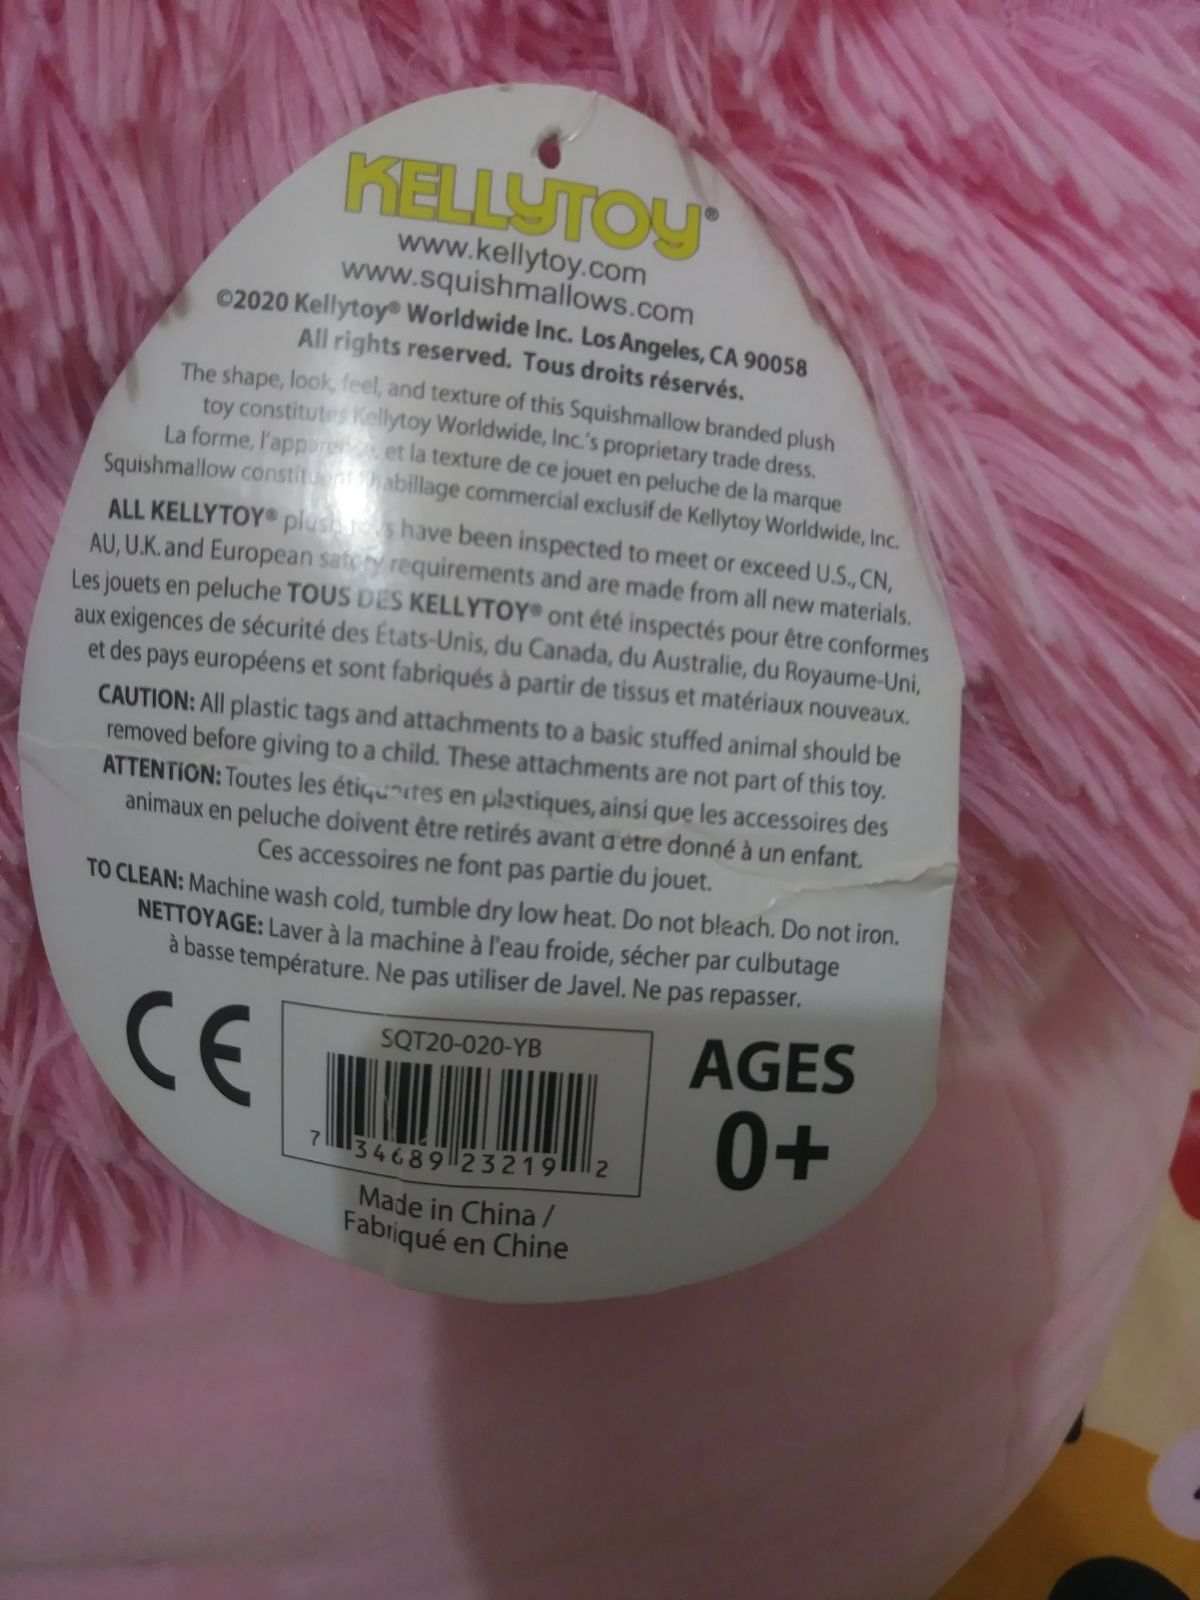 KELLYTOY®
www.kellytoy.com
www.squishmallows.com
©2020 Kellytoy® Worldwide Inc. Los Angeles, CA 90058
All rights reserved. Tous droits réservés.
The shape, look, feel, and texture of this Squishmallow branded plush
toy constitutes Kellytoy Worldwide, Inc.'s proprietary trade dress.
La forme, l'apparence, et la texture de ce jouet en peluche de la marque
Squishmallow constituent l'habillage commercial exclusif de Kellytoy Worldwide, Inc.
ALL KELLYTOY® plush toys have been inspected to meet or exceed U.S., CN,
AU, U.K. and European safety requirements and are made from all new materials.
Les jouets en peluche TOUS DES KELLYTOY® ont été inspectés pour être conformes
aux exigences de sécurité des États-Unis, du Canada, du Australie, du Royaume-Uni,
et des pays européens et sont fabriqués à partir de tissus et matériaux nouveaux.
CAUTION: All plastic tags and attachments to a basic stuffed animal should be
removed before giving to a child. These attachments are not part of this toy.
ATTENTION: Toutes les étiquettes en plastiques, ainsi que les accessoires des
animaux en peluche doivent être retirés avant d'être donné à un enfant.
Ces accessoires ne font pas partie du jouet.
TO CLEAN: Machine wash cold, tumble dry low heat. Do not bleach. Do not iron.
NETTOYAGE: Laver à la machine à l'eau froide, sécher par culbutage
à basse température. Ne pas utiliser de Javel. Ne pas repasser.
CE
SQT20-020-YB
7 34689 23219 2
AGES
0+
Made in China /
Fabriqué en Chine